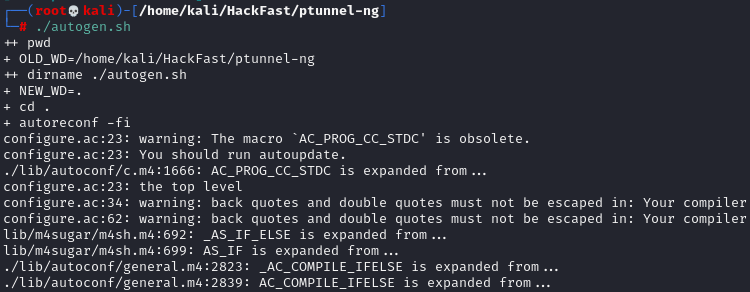 ┌──(root💀kali)-[/home/kali/HackFast/ptunnel-ng]
└─# ./autogen.sh
++ pwd
+ OLD_WD=/home/kali/HackFast/ptunnel-ng
++ dirname ./autogen.sh
+ NEW_WD=.
+ cd .
+ autoreconf -fi
configure.ac:23: warning: The macro `AC_PROG_CC_STDC' is obsolete.
configure.ac:23: You should run autoupdate.
./lib/autoconf/c.m4:1666: AC_PROG_CC_STDC is expanded from...
configure.ac:23: the top level
configure.ac:34: warning: back quotes and double quotes must not be escaped in: Your compiler
configure.ac:62: warning: back quotes and double quotes must not be escaped in: Your compiler
lib/m4sugar/m4sh.m4:692: _AS_IF_ELSE is expanded from...
lib/m4sugar/m4sh.m4:699: AS_IF is expanded from...
./lib/autoconf/general.m4:2823: _AC_COMPILE_IFELSE is expanded from...
./lib/autoconf/general.m4:2839: AC_COMPILE_IFELSE is expanded from...